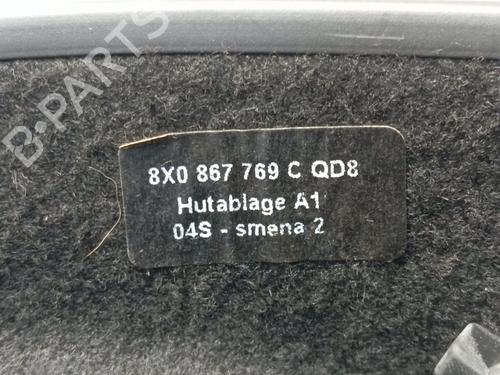 B-PARTS
8X0 867 769 C QD8
Hutablage A1
04S - smena 2